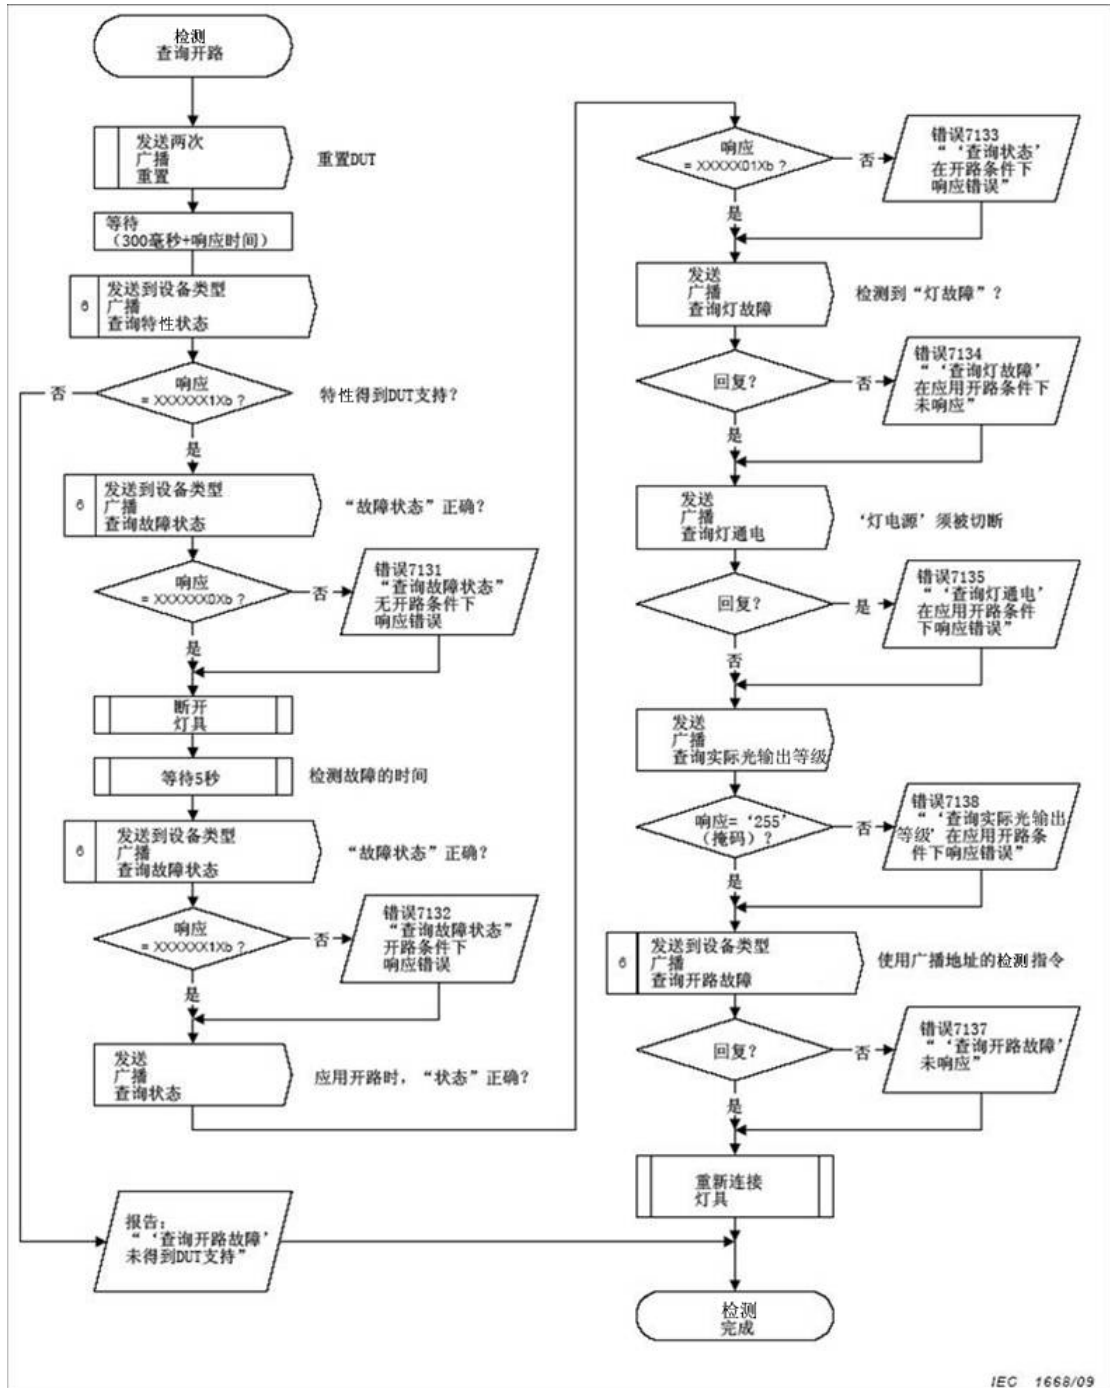 检测
查询开路
发送两次
广播
重置
重置DUT
等待
（300毫秒+响应时间）
6
发送到设备类型
广播
查询特性状态
响应
= XXXXXX1Xb ?
否
特性得到DUT支持？
是
6
发送到设备类型
广播
查询故障状态
“故障状态”正确？
响应
= XXXXXX0Xb ?
否
错误7131
“查询故障状态”
无开路条件下
响应错误
是
断开
灯具
等待5秒
检测故障的时间
6
发送到设备类型
广播
查询故障状态
“故障状态”正确？
响应
= XXXXXX1Xb ?
否
错误7132
“查询故障状态”
开路条件下
响应错误
是
发送
广播
查询状态
应用开路时，“状态”正确？
报告：
“‘查询开路故障’
未得到DUT支持”
响应
= XXXXX01Xb ?
否
错误7133
“‘查询状态’
在开路条件下
响应错误”
是
发送
广播
查询灯故障
检测到“灯故障”？
回复？
否
错误7134
“‘查询灯故障’
在应用开路条件下
未响应”
是
发送
广播
查询灯通电
‘灯电源’须被切断
回复？
是
错误7135
“‘查询灯通电’
在应用开路条件
下响应错误”
否
发送
广播
查询实际光输出等级
响应=‘255’
（掩码）？
否
错误7138
“‘查询实际光输出
等级’在应用开路条
件下响应错误”
是
6
发送到设备类型
广播
查询开路故障
使用广播地址的检测指令
回复？
否
错误7137
“‘查询开路故障’
未响应”
是
重新连接
灯具
检测
完成
IEC 1668/09